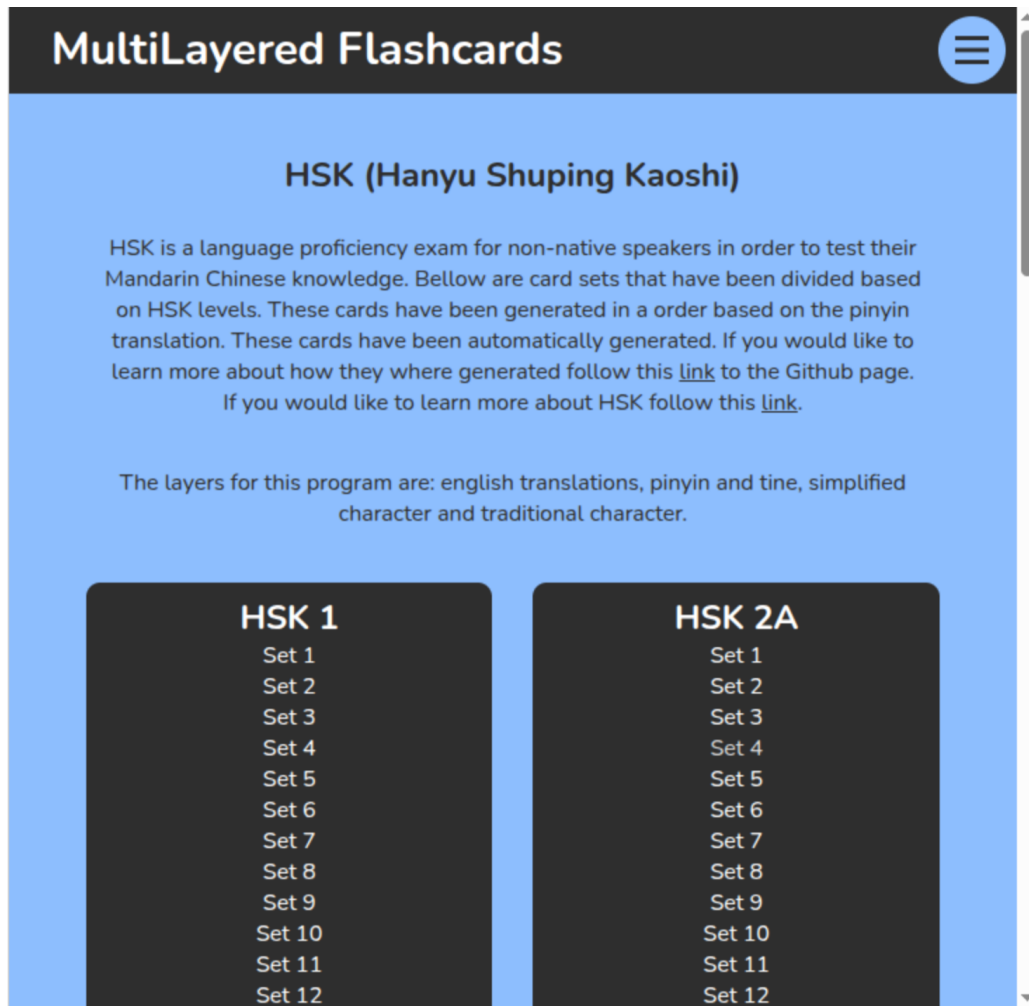 MultiLayered Flashcards
HSK (Hanyu Shuping Kaoshi)
HSK is a language proficiency exam for non-native speakers in order to test their
Mandarin Chinese knowledge. Bellow are card sets that have been divided based
on HSK levels. These cards have been generated in a order based on the pinyin
translation. These cards have been automatically generated. If you would like to
learn more about how they where generated follow this link to the Github page.
If you would like to learn more about HSK follow this link.
The layers for this program are: english translations, pinyin and tine, simplified
character and traditional character.
HSK 1
Set 1
Set 2
Set 3
Set 4
Set 5
Set 6
Set 7
Set 8
Set 9
Set 10
Set 11
Set 12
HSK 2A
Set 1
Set 2
Set 3
Set 4
Set 5
Set 6
Set 7
Set 8
Set 9
Set 10
Set 11
Set 12